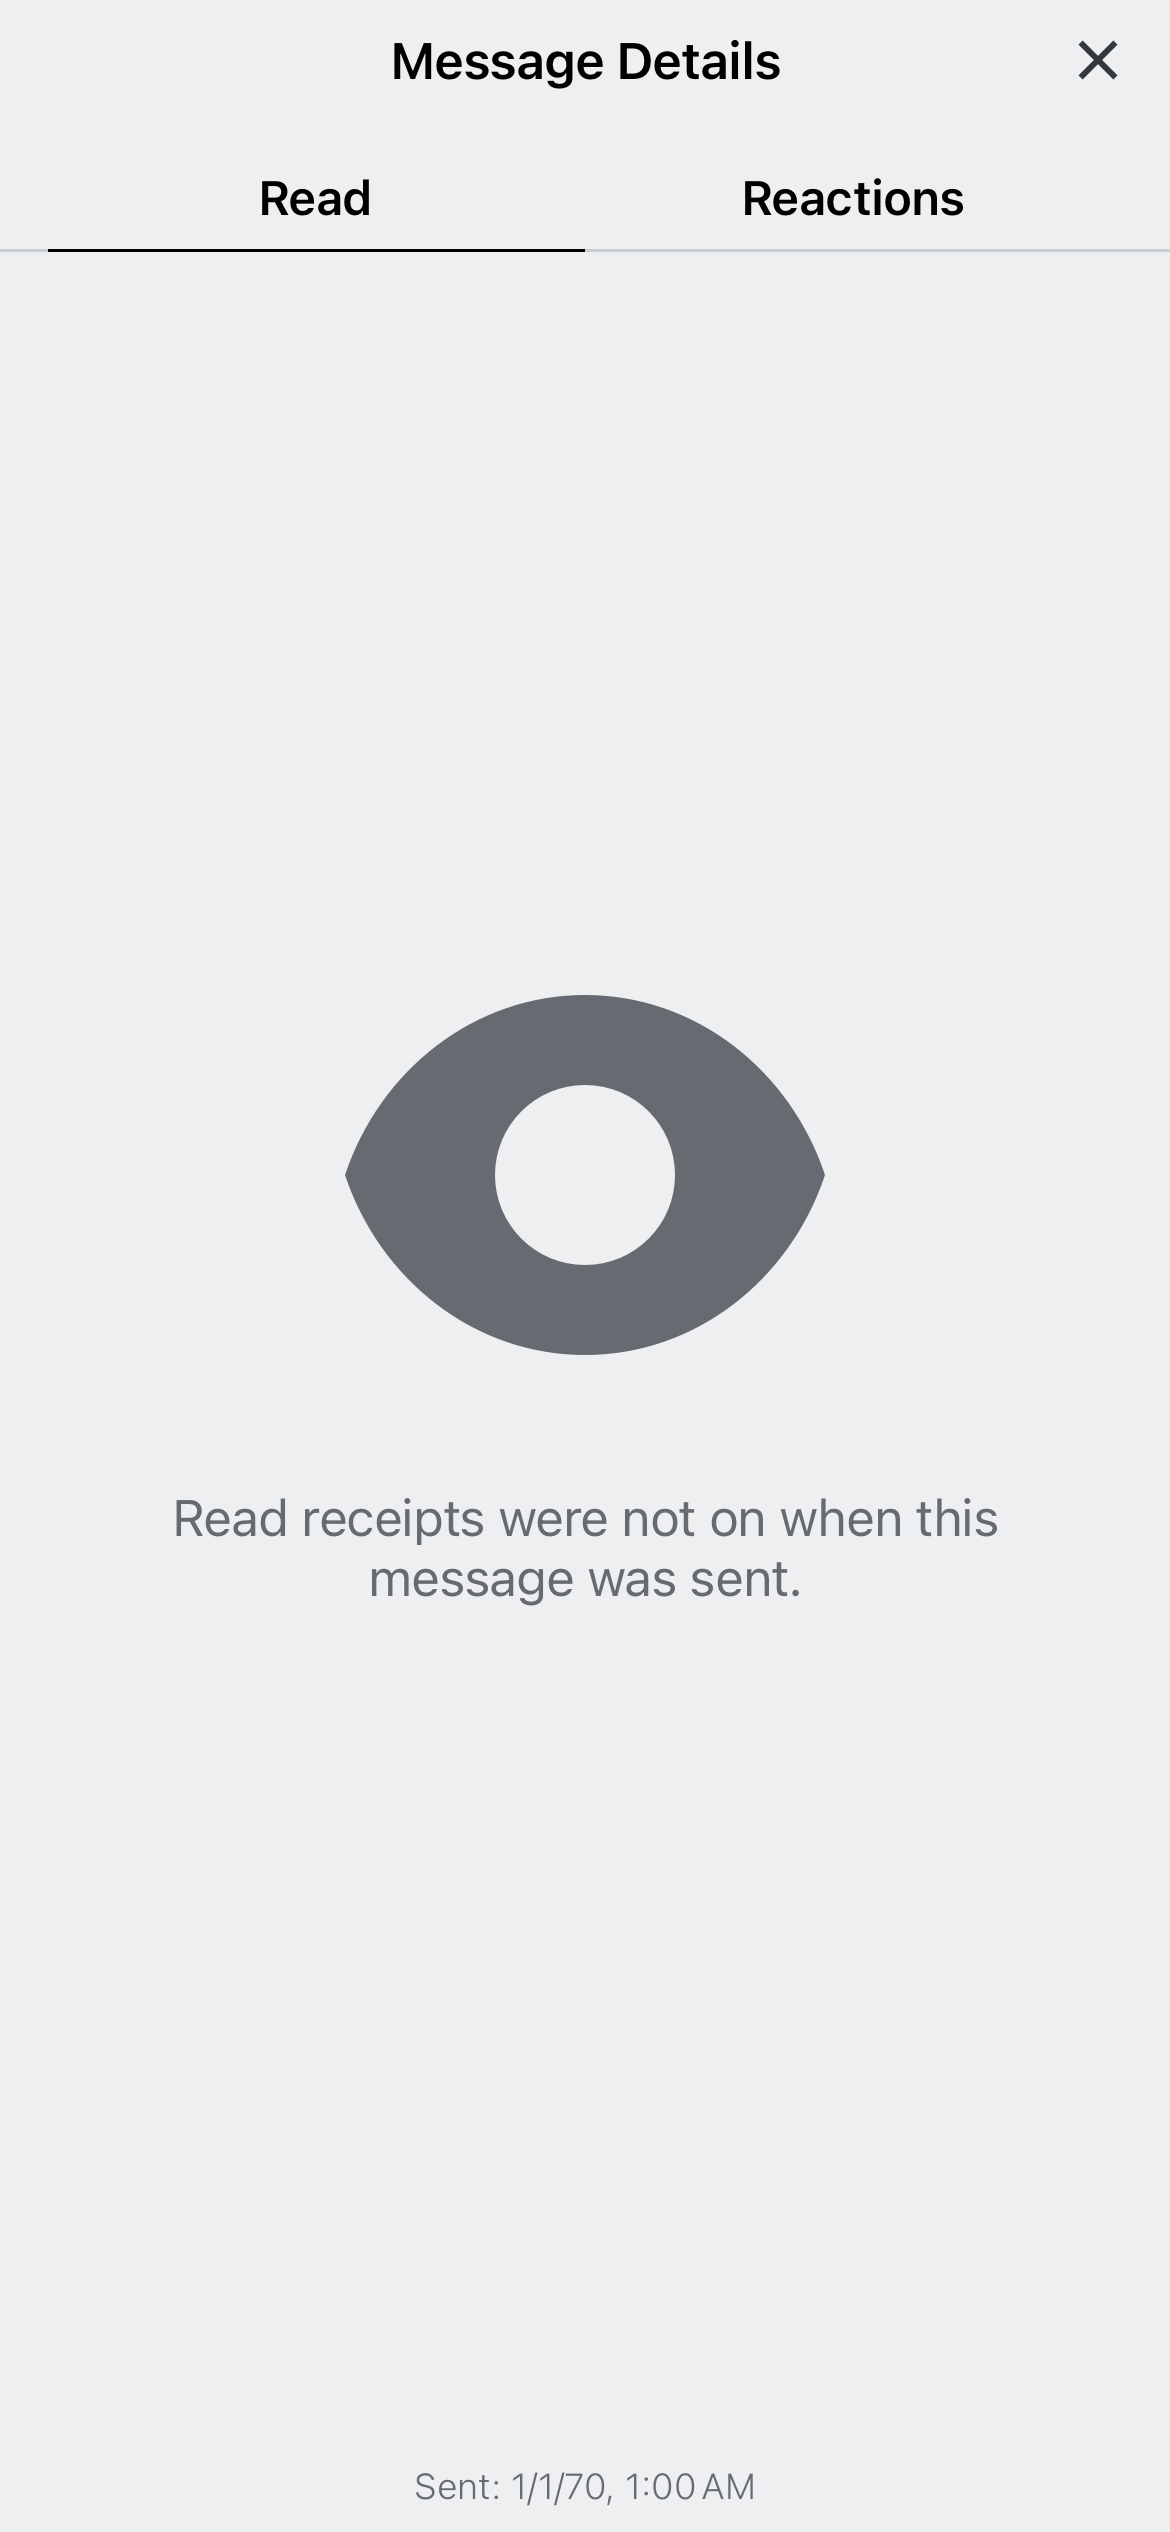 Message Details
Read
Reactions
Read receipts were not on when this
message was sent.
Sent: 1/1/70, 1:00 AM